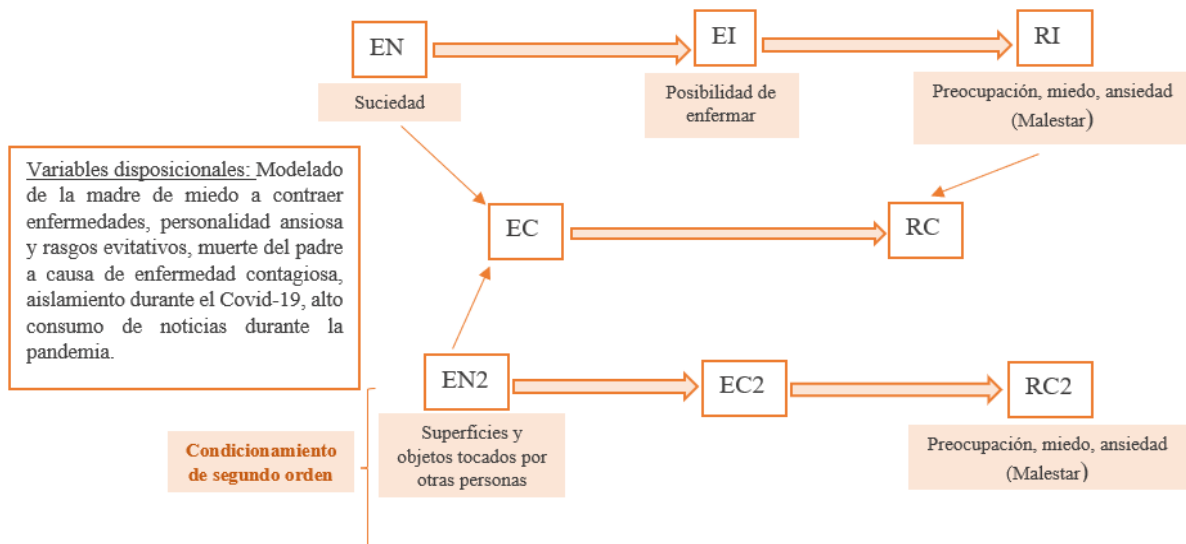 EN
EI
RI
Suciedad
Posibilidad de
enfermar
Preocupación, miedo, ansiedad
(Malestar)
Variables disposicionales: Modelado
de la madre de miedo a contraer
enfermedades, personalidad ansiosa
y rasgos evitativos, muerte del padre
a causa de enfermedad contagiosa,
aislamiento durante el Covid-19, alto
consumo de noticias durante la
pandemia.
EC
RC
EN2
EC2
RC2
Condicionamiento
de segundo orden
Superfícies y
objetos tocados por
otras personas
Preocupación, miedo, ansiedad
(Malestar)